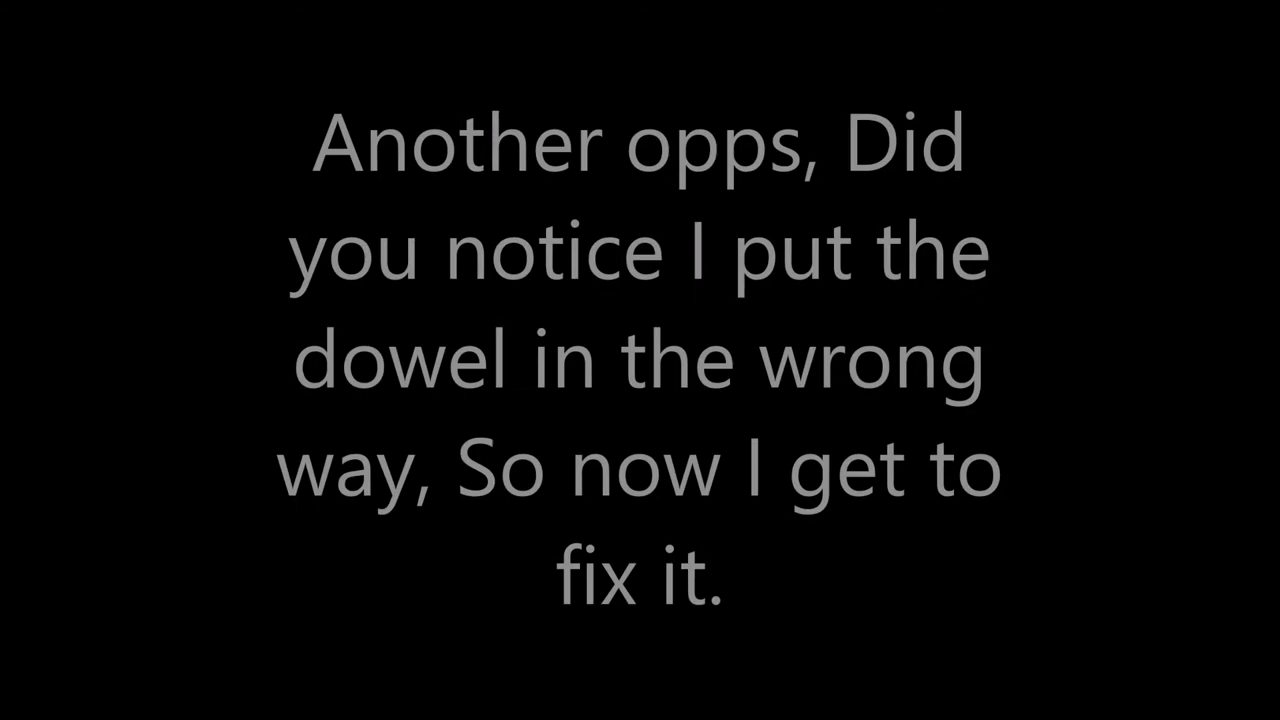 Another opps, Did
you notice I put the
dowel in the wrong
way, So now I get to
fix it.